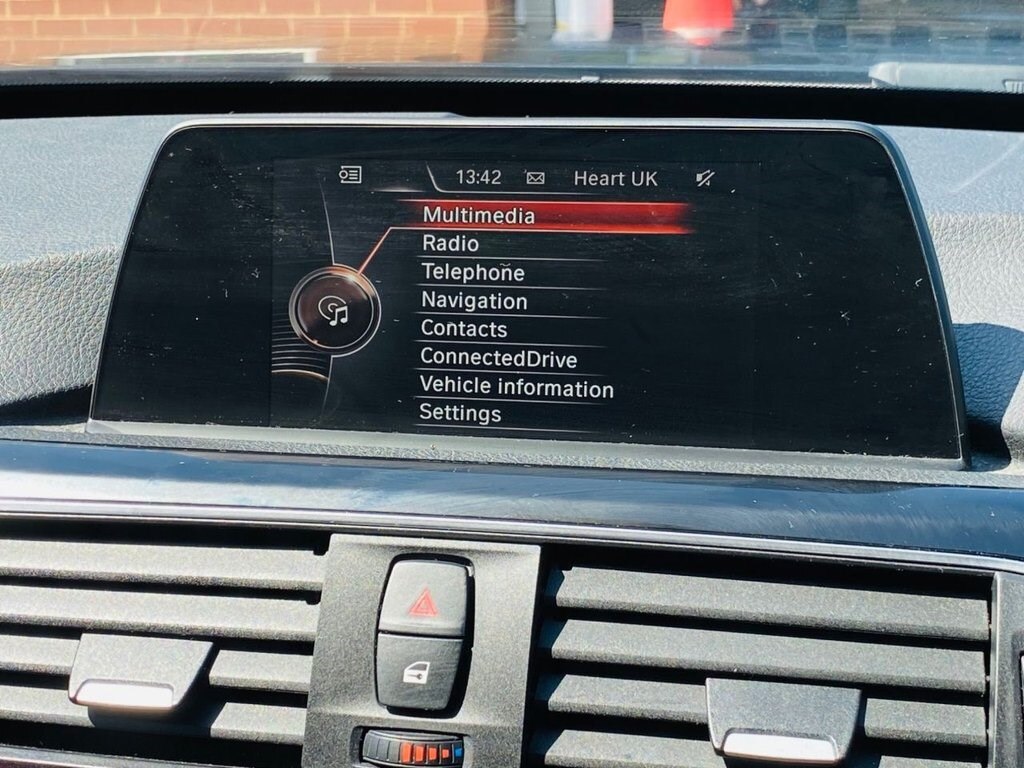 13:42 Heart UK
Multimedia
Radio
Telephone
Navigation
Contacts
ConnectedDrive
Vehicle information
Settings